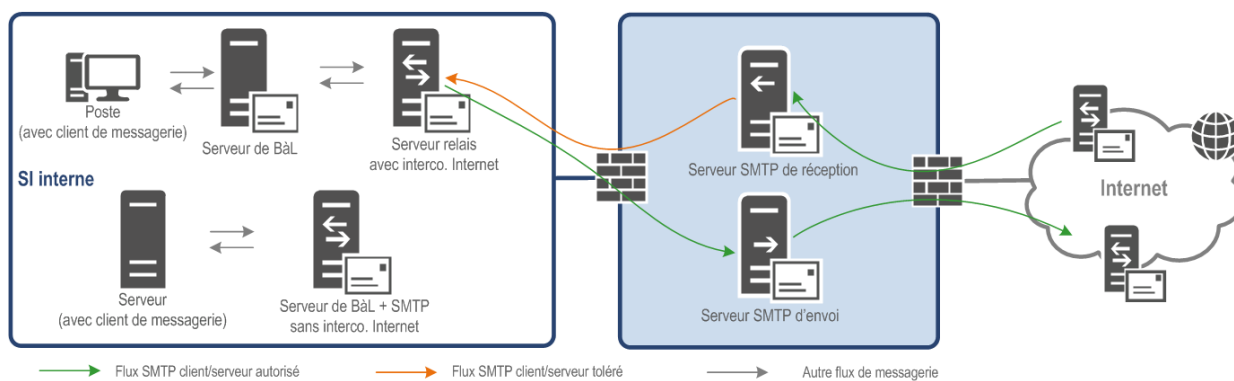 Poste
(avec client de messagerie)
Serveur de BàL
Serveur relais
avec interco. Internet
SI interne
Serveur
(avec client de messagerie)
Serveur de BàL + SMTP
sans interco. Internet
Serveur SMTP de réception
Serveur SMTP d'envoi
Internet
Flux SMTP client/serveur autorisé
Flux SMTP client/serveur toléré
Autre flux de messagerie